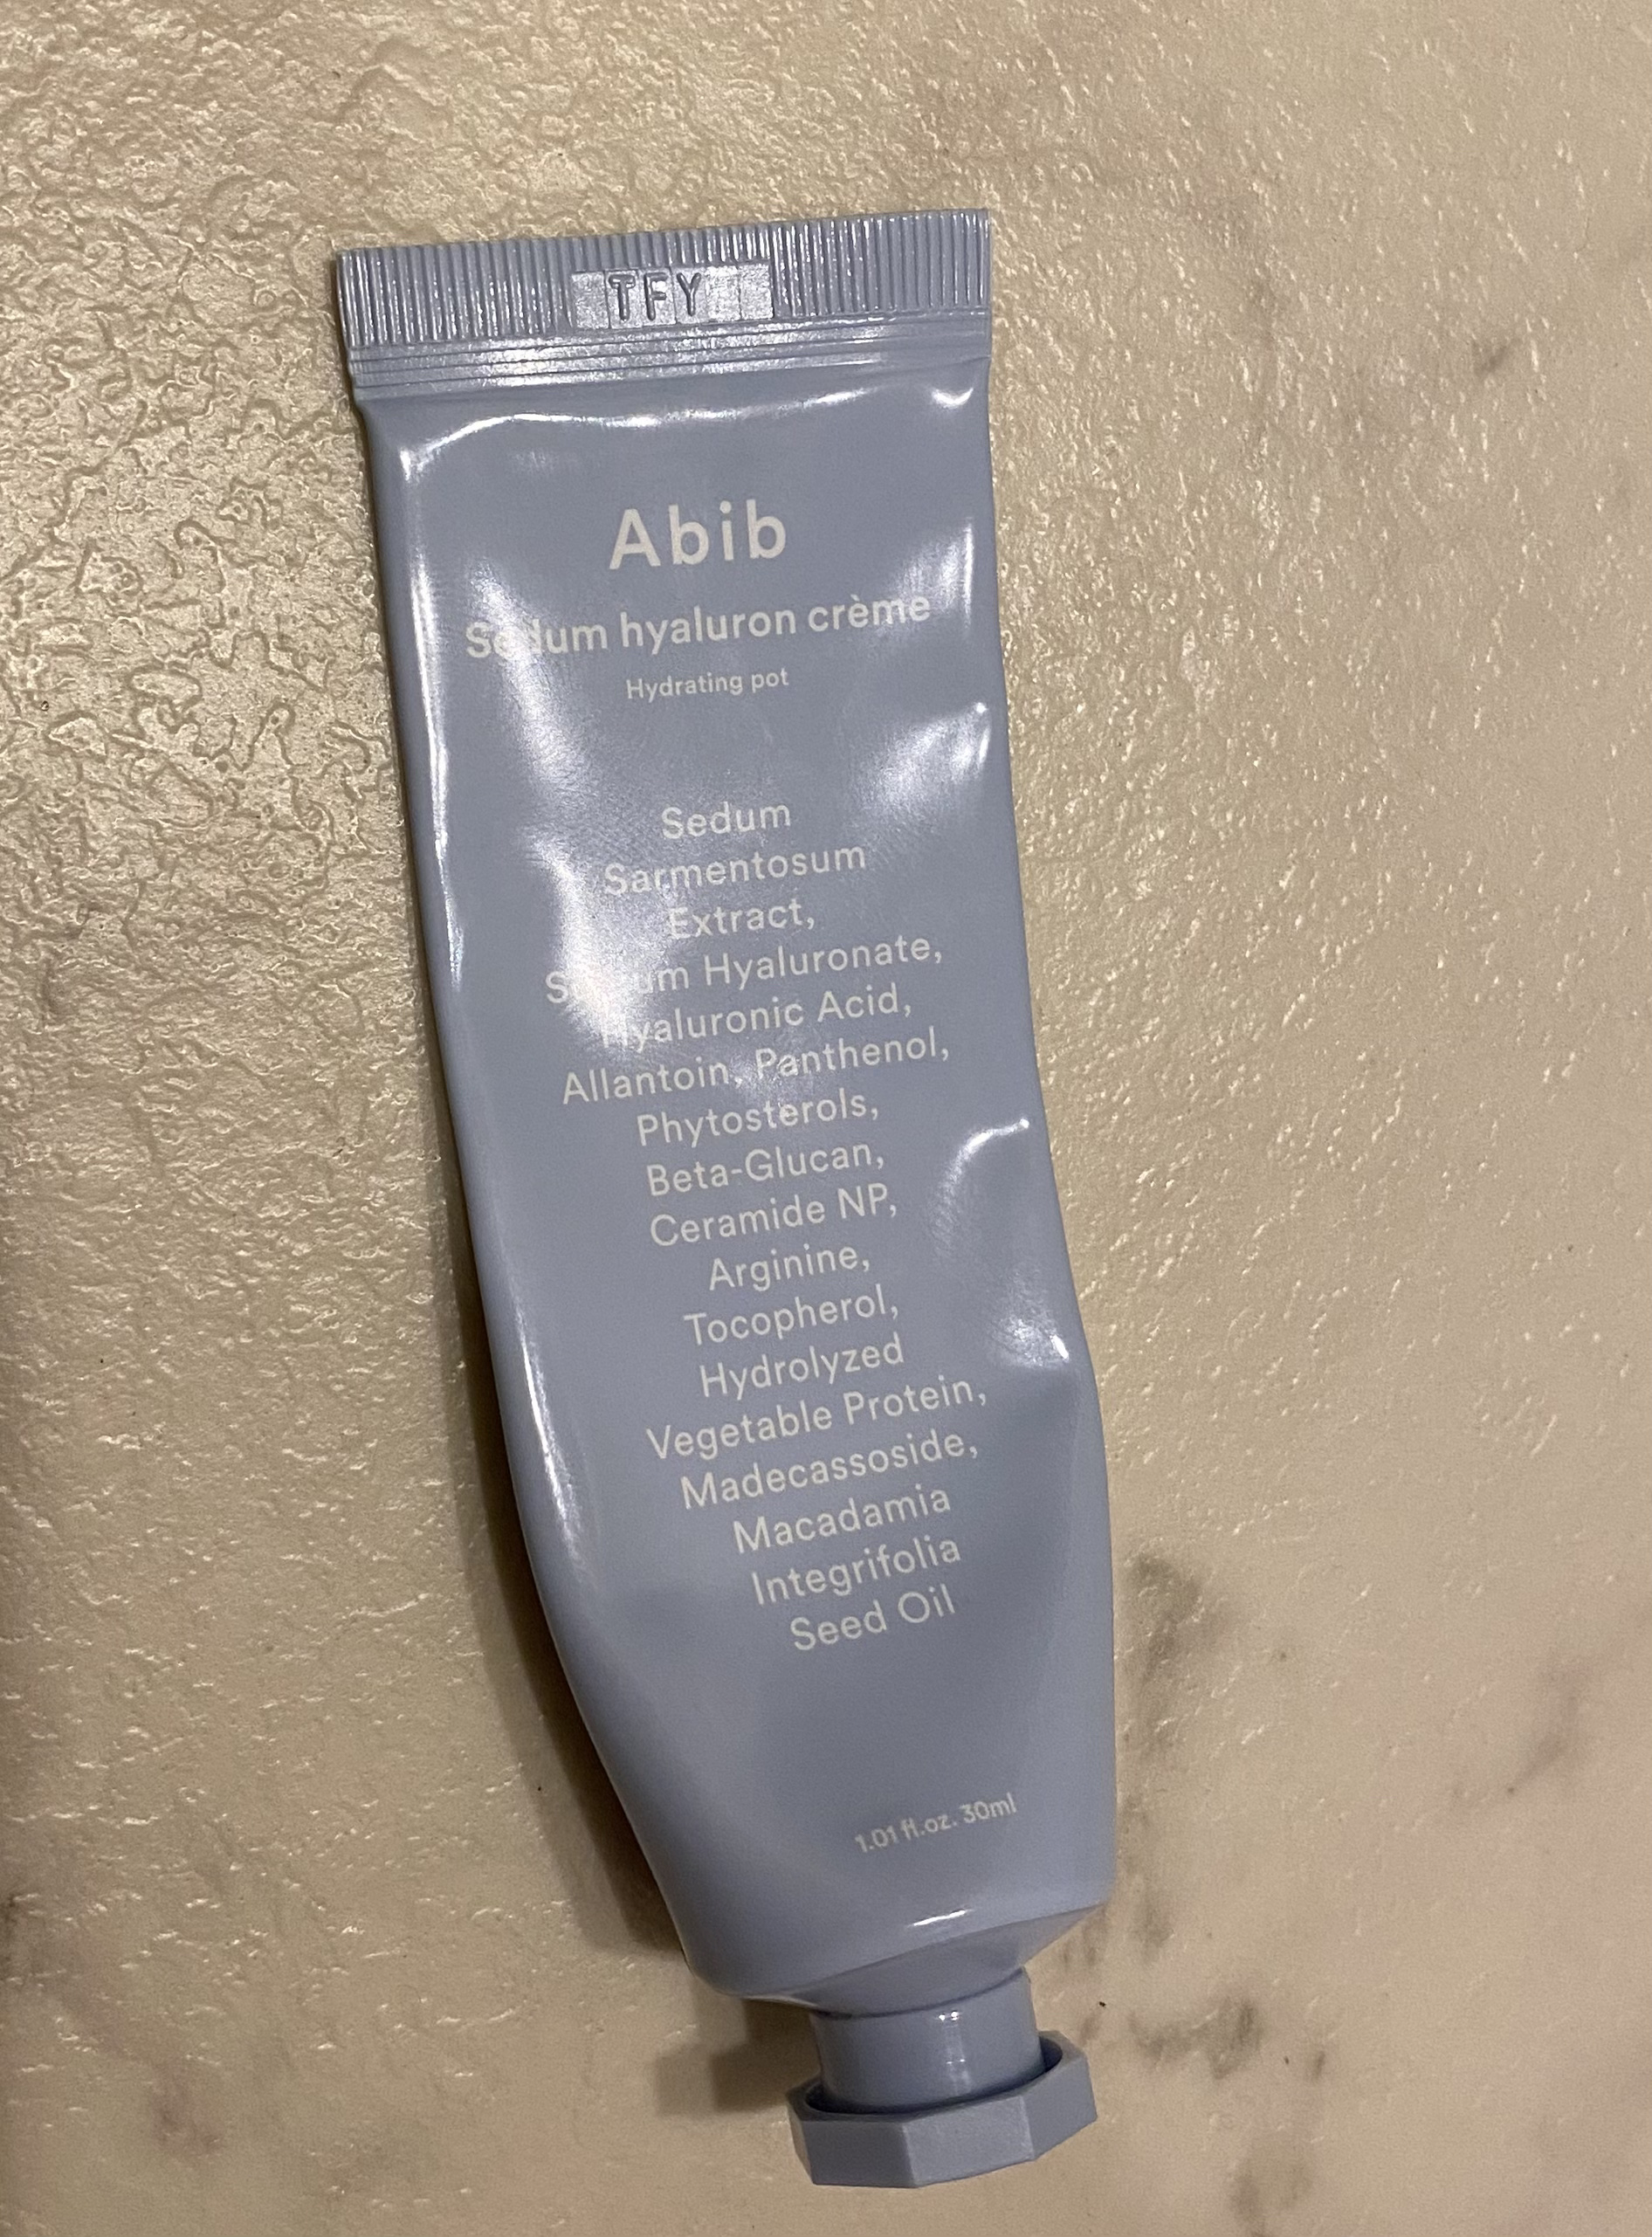 TFY
Abib
Sedum hyaluron crème
Hydrating pot
Sedum
Sarmentosum
Extract,
Sodium Hyaluronate,
Hyaluronic Acid,
Allantoin, Panthenol,
Phytosterols,
Beta-Glucan,
Ceramide NP,
Arginine,
Tocopherol,
Hydrolyzed
Vegetable Protein,
Madecassoside,
Macadamia
Integrifolia
Seed Oil
1.01 fl.oz. 30ml